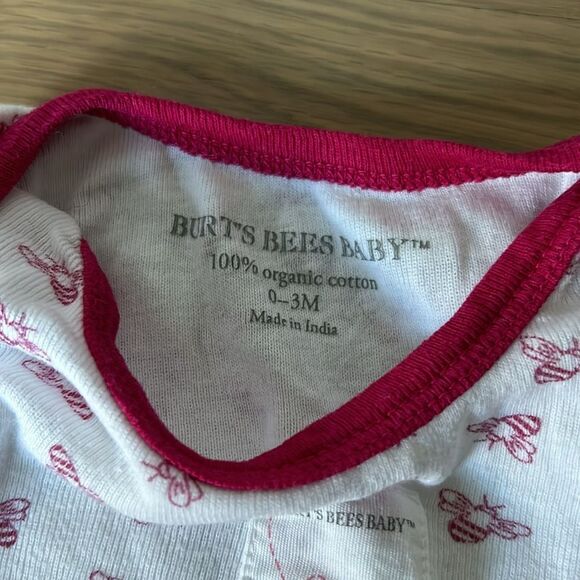 BURT'S BEES BABY™
100% organic cotton
0–3M
Made in India
T'S BEES BABY™